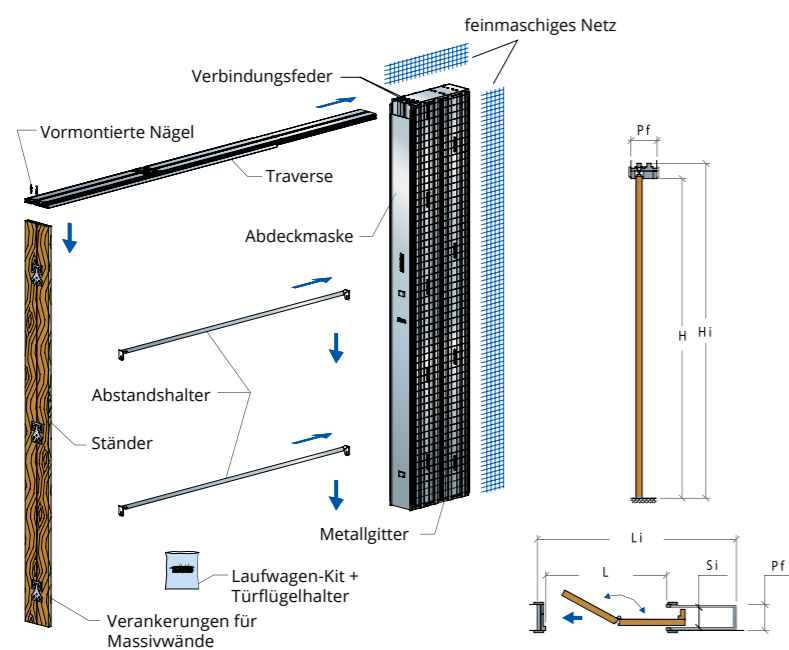 feinmaschiges Netz
Verbindungsfeder
Vormontierte Nägel
Traverse
Abdeckmaske
Abstandshalter
Ständer
Metallgitter
Laufwagen-Kit +
Türflügelhalter
Verankerungen für
Massivwände
Pf
H
Hi
Li
L
Si
Pf